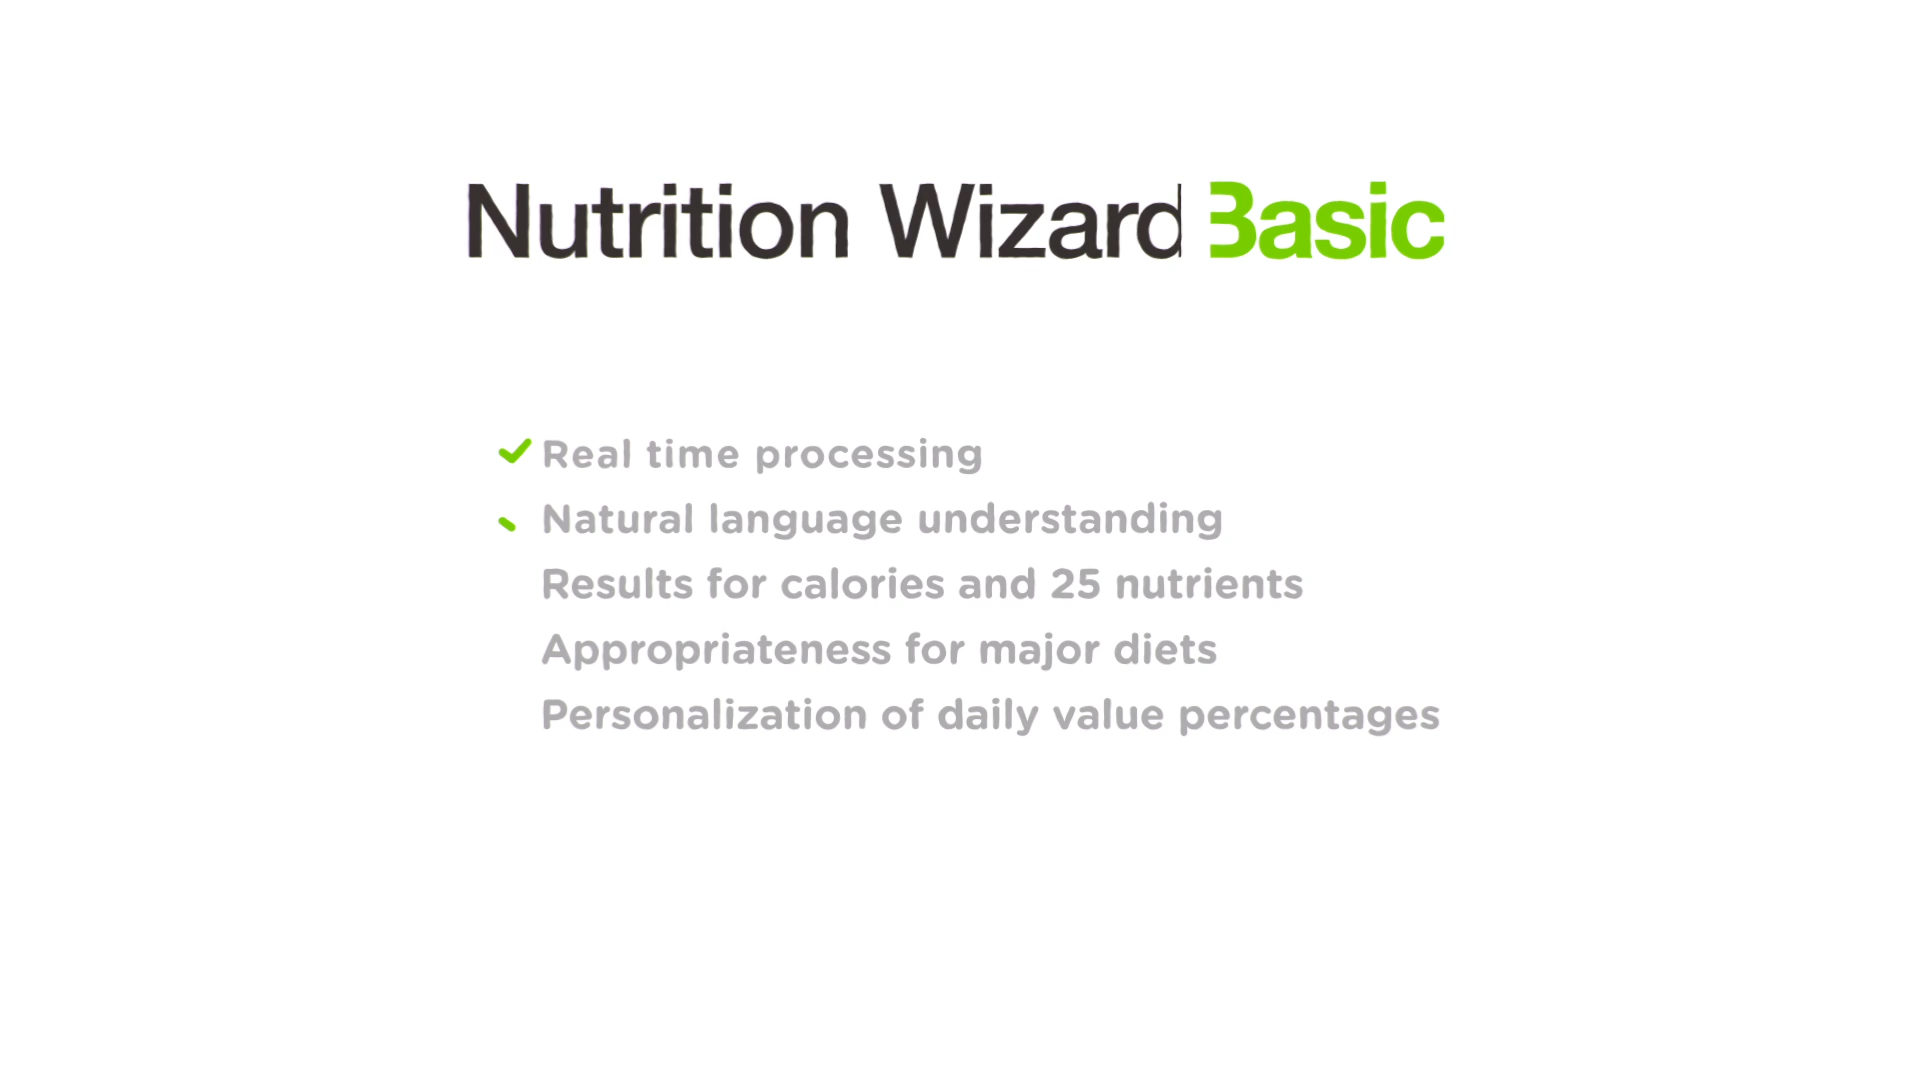 Nutrition Wizard Basic
Real time processing
Natural language understanding
Results for calories and 25 nutrients
Appropriateness for major diets
Personalization of daily value percentages